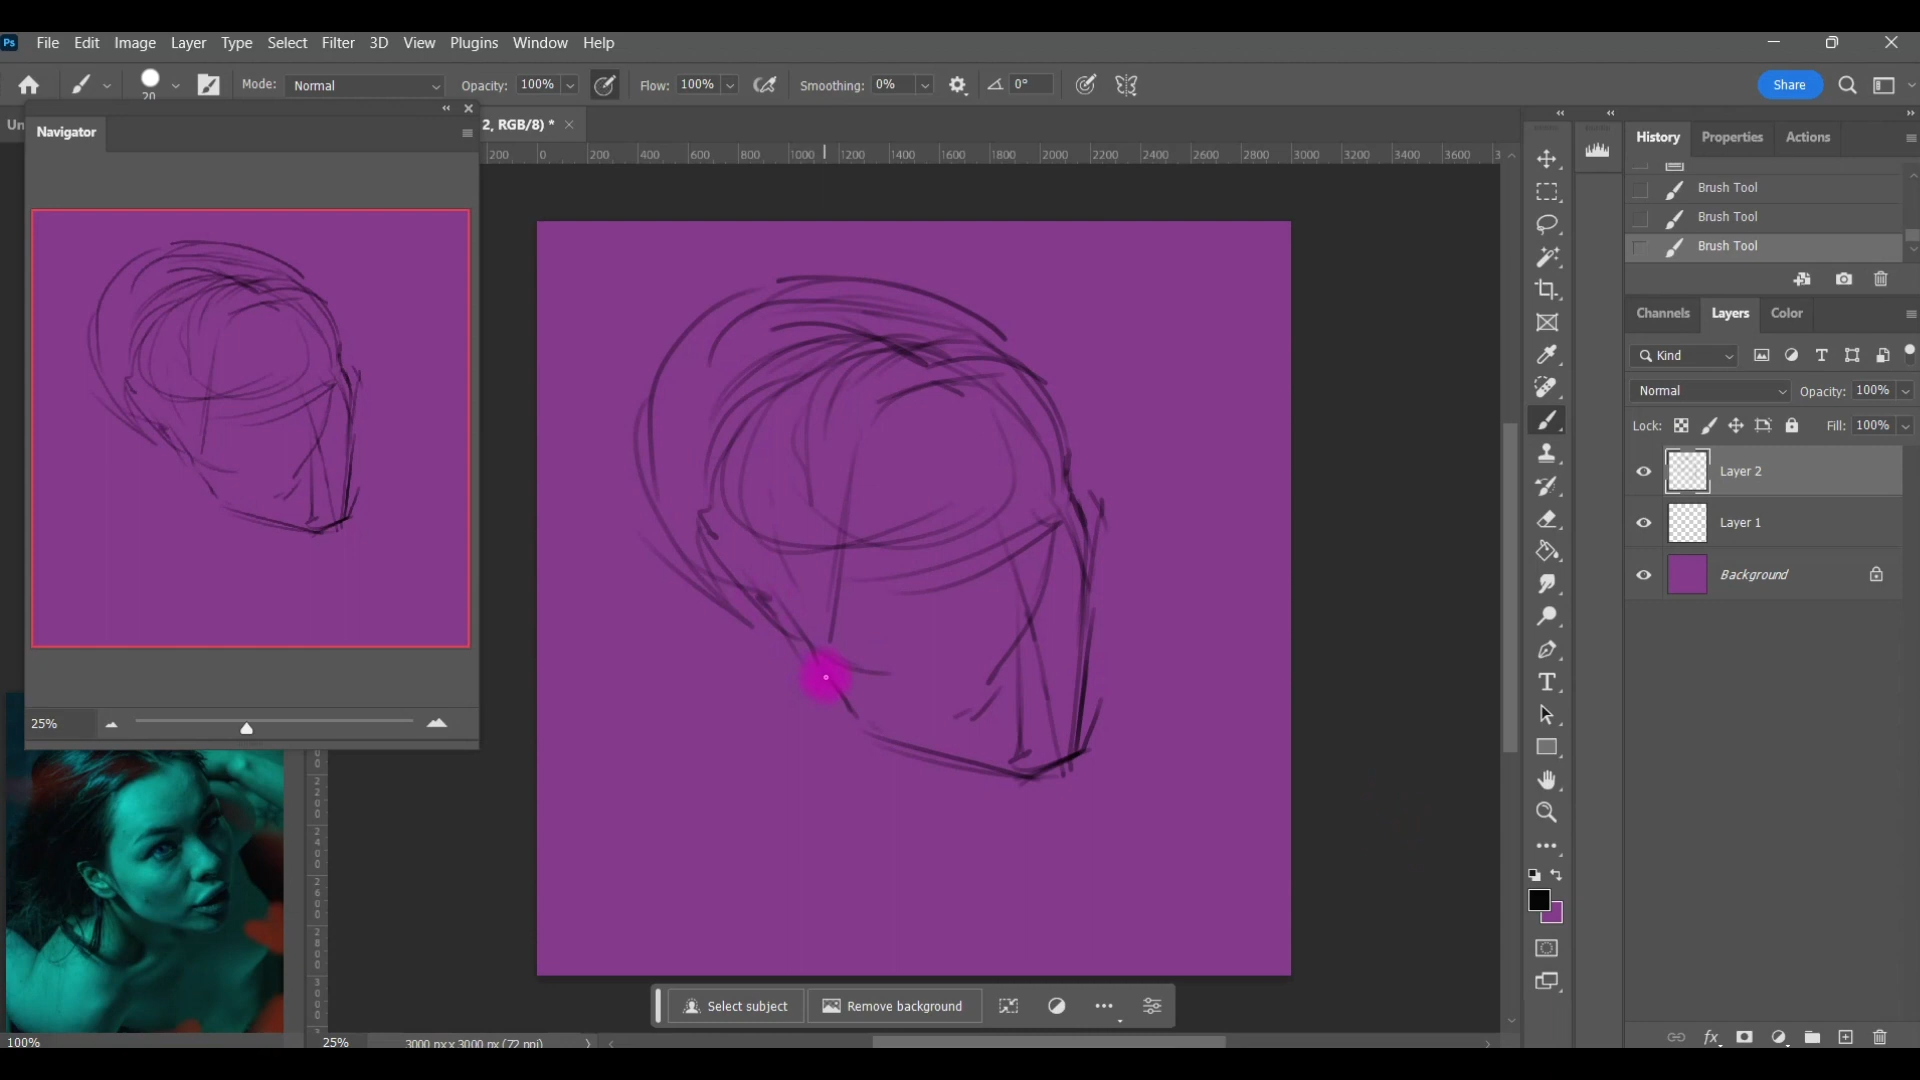 Ps File Edit Image Layer Type Select Filter 3D View Plugins Window Help
20 Mode: Normal Opacity: 100% Flow: 100% Smoothing: 0% 0° Share
Un 2, RGB/8) *
Navigator
200 0 200 400 600 800 1000 1200 1400 1600 1800 2000 2200 2400 2600 2800 3000 3200 3400 3600 3
History Properties Actions
Brush Tool
Brush Tool
Brush Tool
Channels Layers Color
Kind
Normal Opacity: 100%
Lock: Fill: 100%
Layer 2
Layer 1
Background
25%
Select subject Remove background
100% 25% 3000 px x 3000 px (72 ppi)